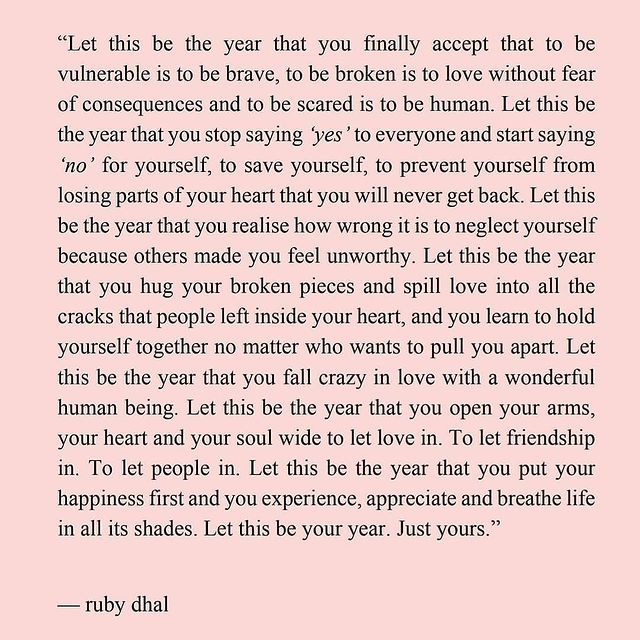 “Let this be the year that you finally accept that to be
vulnerable is to be brave, to be broken is to love without fear
of consequences and to be scared is to be human. Let this be
the year that you stop saying ‘yes’ to everyone and start saying
‘no’ for yourself, to save yourself, to prevent yourself from
losing parts of your heart that you will never get back. Let this
be the year that you realise how wrong it is to neglect yourself
because others made you feel unworthy. Let this be the year
that you hug your broken pieces and spill love into all the
cracks that people left inside your heart, and you learn to hold
yourself together no matter who wants to pull you apart. Let
this be the year that you fall crazy in love with a wonderful
human being. Let this be the year that you open your arms,
your heart and your soul wide to let love in. To let friendship
in. To let people in. Let this be the year that you put your
happiness first and you experience, appreciate and breathe life
in all its shades. Let this be your year. Just yours.”
— ruby dhal